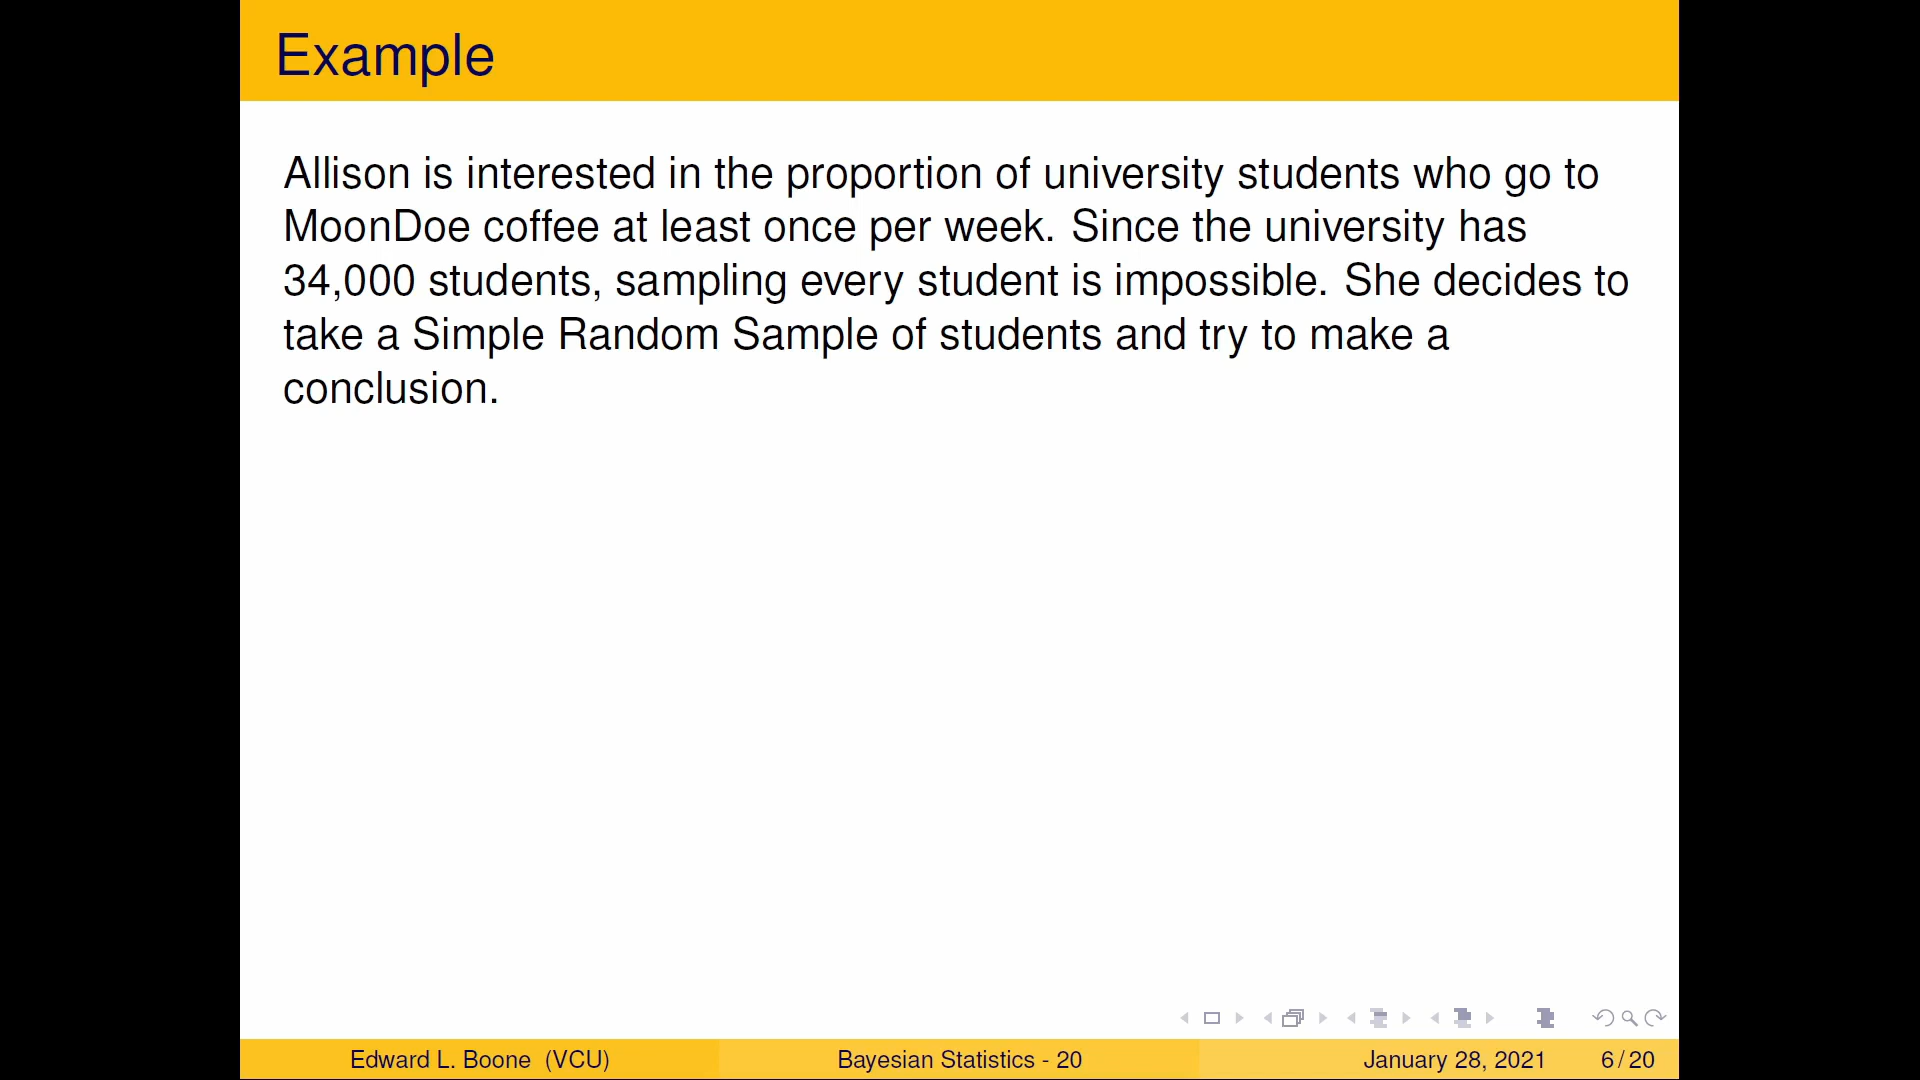 Example
Allison is interested in the proportion of university students who go to
MoonDoe coffee at least once per week. Since the university has
34,000 students, sampling every student is impossible. She decides to
take a Simple Random Sample of students and try to make a
conclusion.
Edward L. Boone (VCU) Bayesian Statistics - 20 January 28, 2021 6 / 20